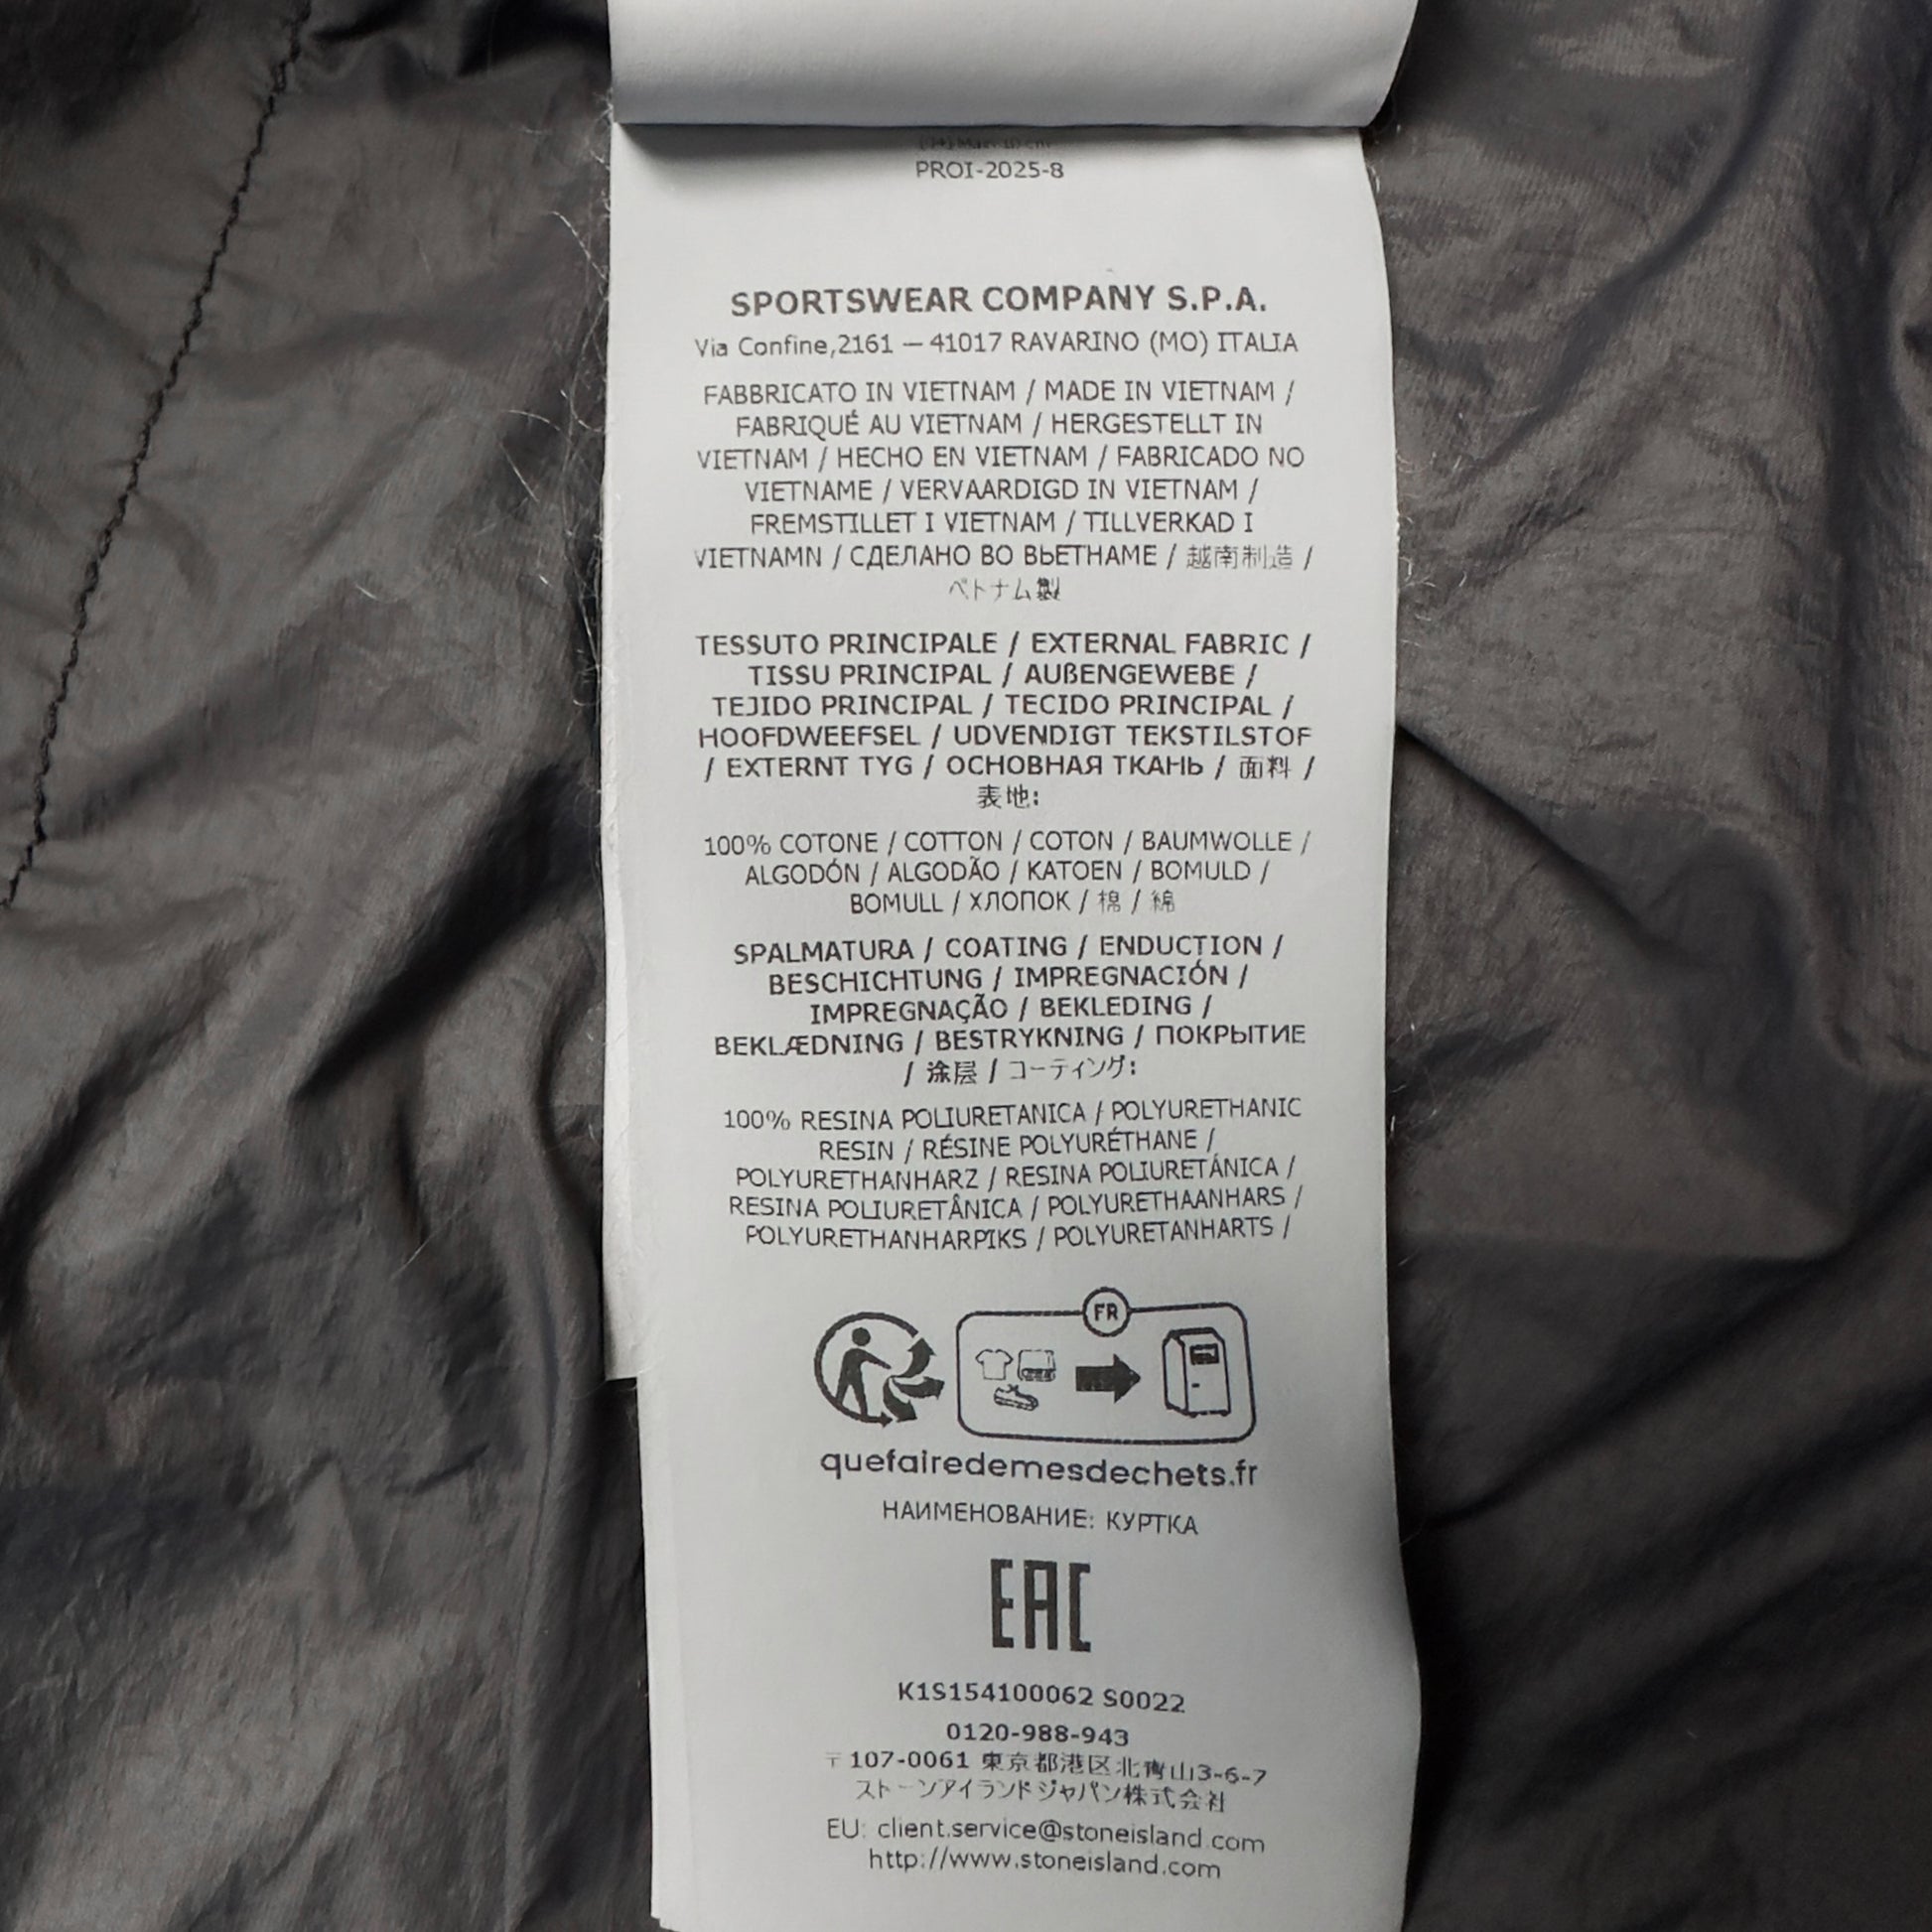 PROI-2025-8
SPORTSWEAR COMPANY S.P.A.
Via Confine,2161 – 41017 RAVARINO (MO) ITALIA
FABBRICATO IN VIETNAM / MADE IN VIETNAM /
FABRIQUÉ AU VIETNAM / HERGESTELLT IN
VIETNAM / HECHO EN VIETNAM / FABRICADO NO
VIETNAME / VERVAARDIGD IN VIETNAM /
FREMSTILLET I VIETNAM / TILLVERKAD I
VIETNAMN / СДЕЛАНО ВО ВЬЕТНАМЕ / 越南制造 /
ベトナム製
TESSUTO PRINCIPALE / EXTERNAL FABRIC /
TISSU PRINCIPAL / AUßENGEWEBE /
TEJIDO PRINCIPAL / TECIDO PRINCIPAL /
HOOFDWEEFSEL / UDVENDIGT TEKSTILSTOF
/ EXTERNT TYG / ОСНОВНАЯ ТКАНЬ / 面料 /
表地:
100% COTONE / COTTON / COTON / BAUMWOLLE /
ALGODÓN / ALGODÃO / KATOEN / BOMULD /
BOMULL / ХЛОПОК / 棉 / 綿
SPALMATURA / COATING / ENDUCTION /
BESCHICHTUNG / IMPREGNACIÓN /
IMPREGNAÇÃO / BEKLEDING /
BEKLÆDNING / BESTRYKNING / ПОКРЫТИЕ
/ 涂层 / コーティング:
100% RESINA POLIURETANICA / POLYURETHANIC
RESIN / RÉSINE POLYURÉTHANE /
POLYURETHANHARZ / RESINA POLIURETÁNICA /
RESINA POLIURETÂNICA / POLYURETHAANHARS /
POLYURETHANHARPIKS / POLYURETANHARTS /
FR
quefairedemesdechets.fr
НАИМЕНОВАНИЕ: КУРТКА
EAC
K1S154100062 S0022
0120-988-943
〒107-0061 東京都港区北青山3-6-7
ストーンアイランドジャパン株式会社
EU: client.service@stoneisland.com
http://www.stoneisland.com